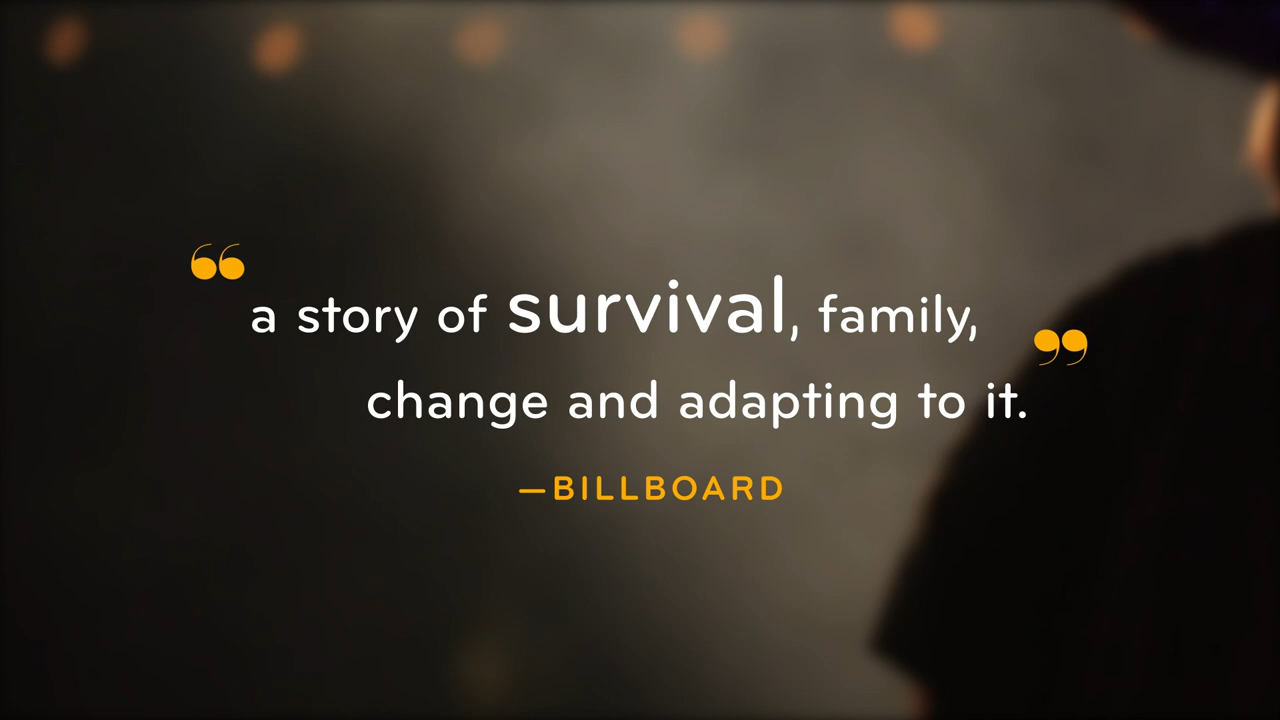 “a story of survival, family,
change and adapting to it.”
—BILLBOARD